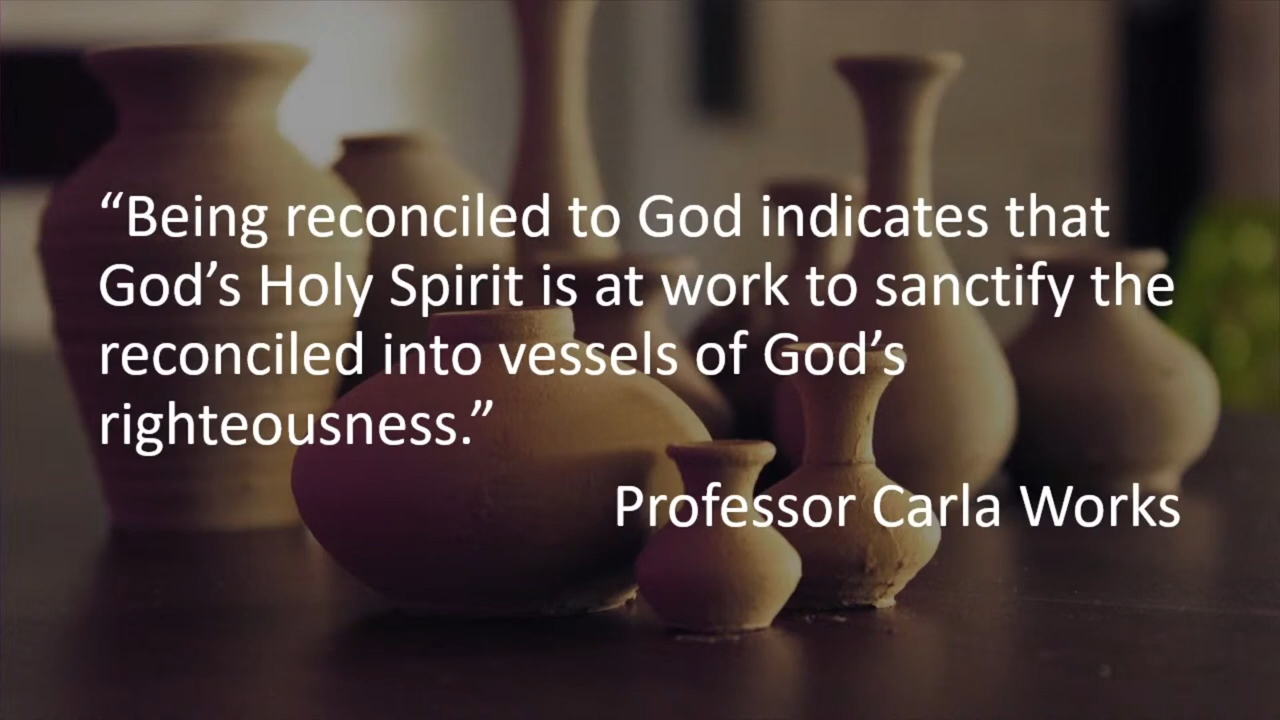 “Being reconciled to God indicates that
God’s Holy Spirit is at work to sanctify the
reconciled into vessels of God’s
righteousness.”
Professor Carla Works